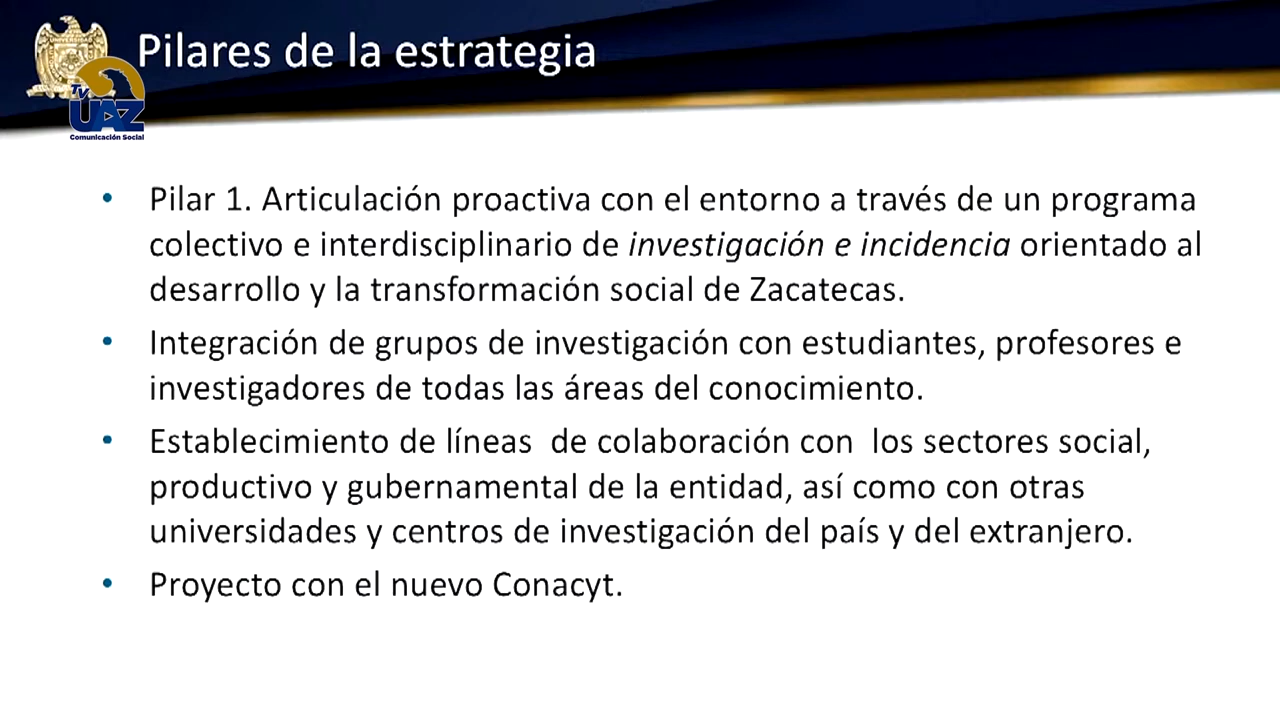 Pilares de la estrategia
UNIVERSIDAD
Tv
UAZ
Comunicación Social
• Pilar 1. Articulación proactiva con el entorno a través de un programa
colectivo e interdisciplinario de investigación e incidencia orientado al
desarrollo y la transformación social de Zacatecas.
• Integración de grupos de investigación con estudiantes, profesores e
investigadores de todas las áreas del conocimiento.
• Establecimiento de líneas  de colaboración con  los sectores social,
productivo y gubernamental de la entidad, así como con otras
universidades y centros de investigación del país y del extranjero.
• Proyecto con el nuevo Conacyt.